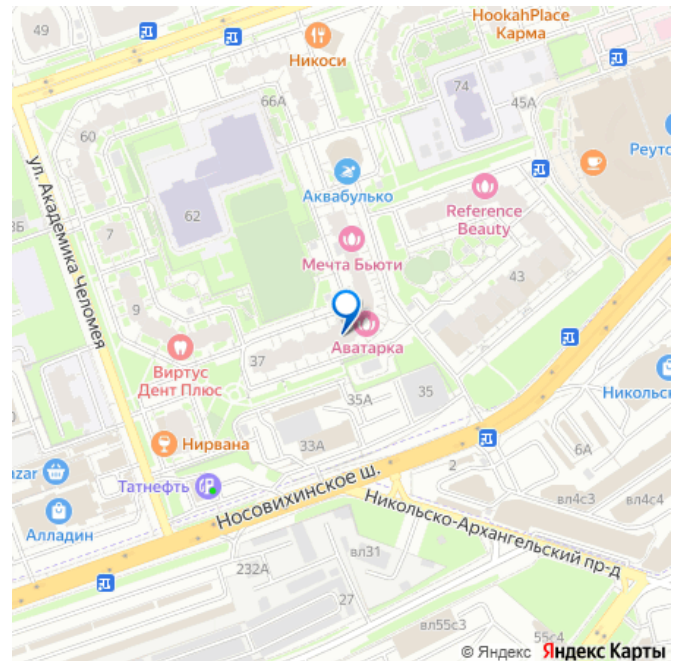 49
HookahPlace
Карма
Никоси
66А
74
45А
60
Реутс
ул. Академика Челомея
Аквабулько
62
Reference
Beauty
7
Мечта Бьюти
43
9
Аватарка
37
Виртус
Дент Плюс
35
35А
Никольск
Нирвана
33А
6А
azar
Татнефть
2
Носовихинское ш.
вл4с3
вл4с4
Алладин
Никольско-Архангельский пр-д
вл31
232А
27
вл55с3
55с4
© Яндекс Яндекс Карты